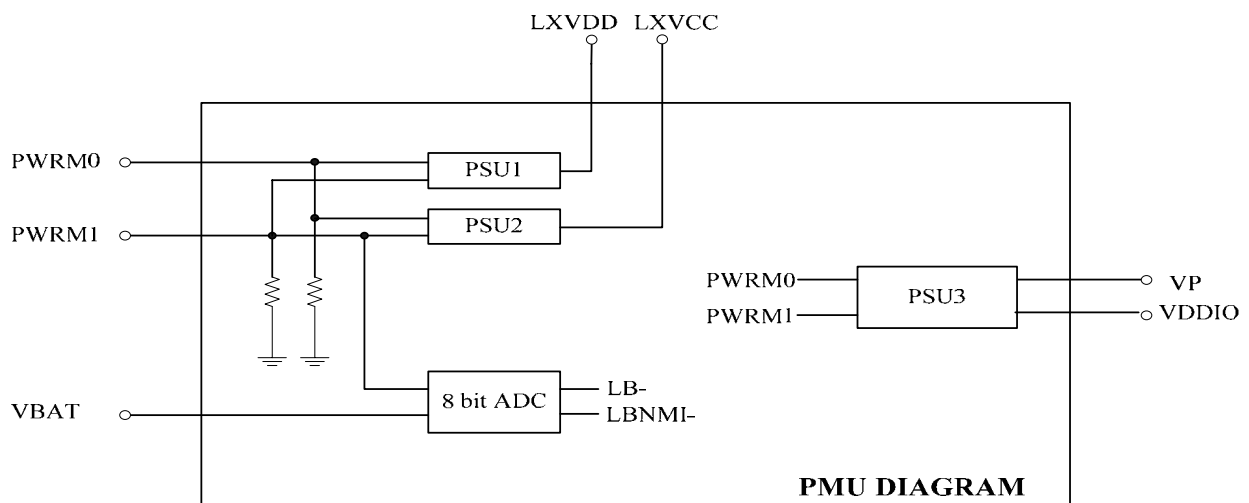 LXVDD LXVCC
PWRM0
PSU1
PWRM1
PSU2
PWRM0
PSU3
VP
PWRM1
VDDIO
VBAT
8 bit ADC
LB-
LBNMI-
PMU DIAGRAM